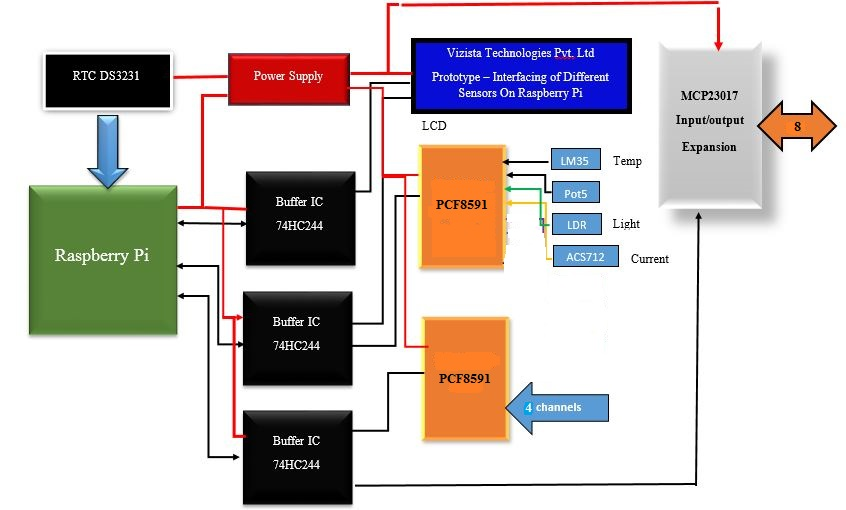 RTC DS3231
Power Supply
Vizista Technologies Pvt. Ltd
Prototype – Interfacing of Different
Sensors On Raspberry Pi
LCD
MCP23017
Input/output
Expansion
8
Raspberry Pi
Buffer IC
74HC244
PCF8591
LM35
Temp
Pot5
LDR
Light
ACS712
Current
Buffer IC
74HC244
PCF8591
4 channels
Buffer IC
74HC244